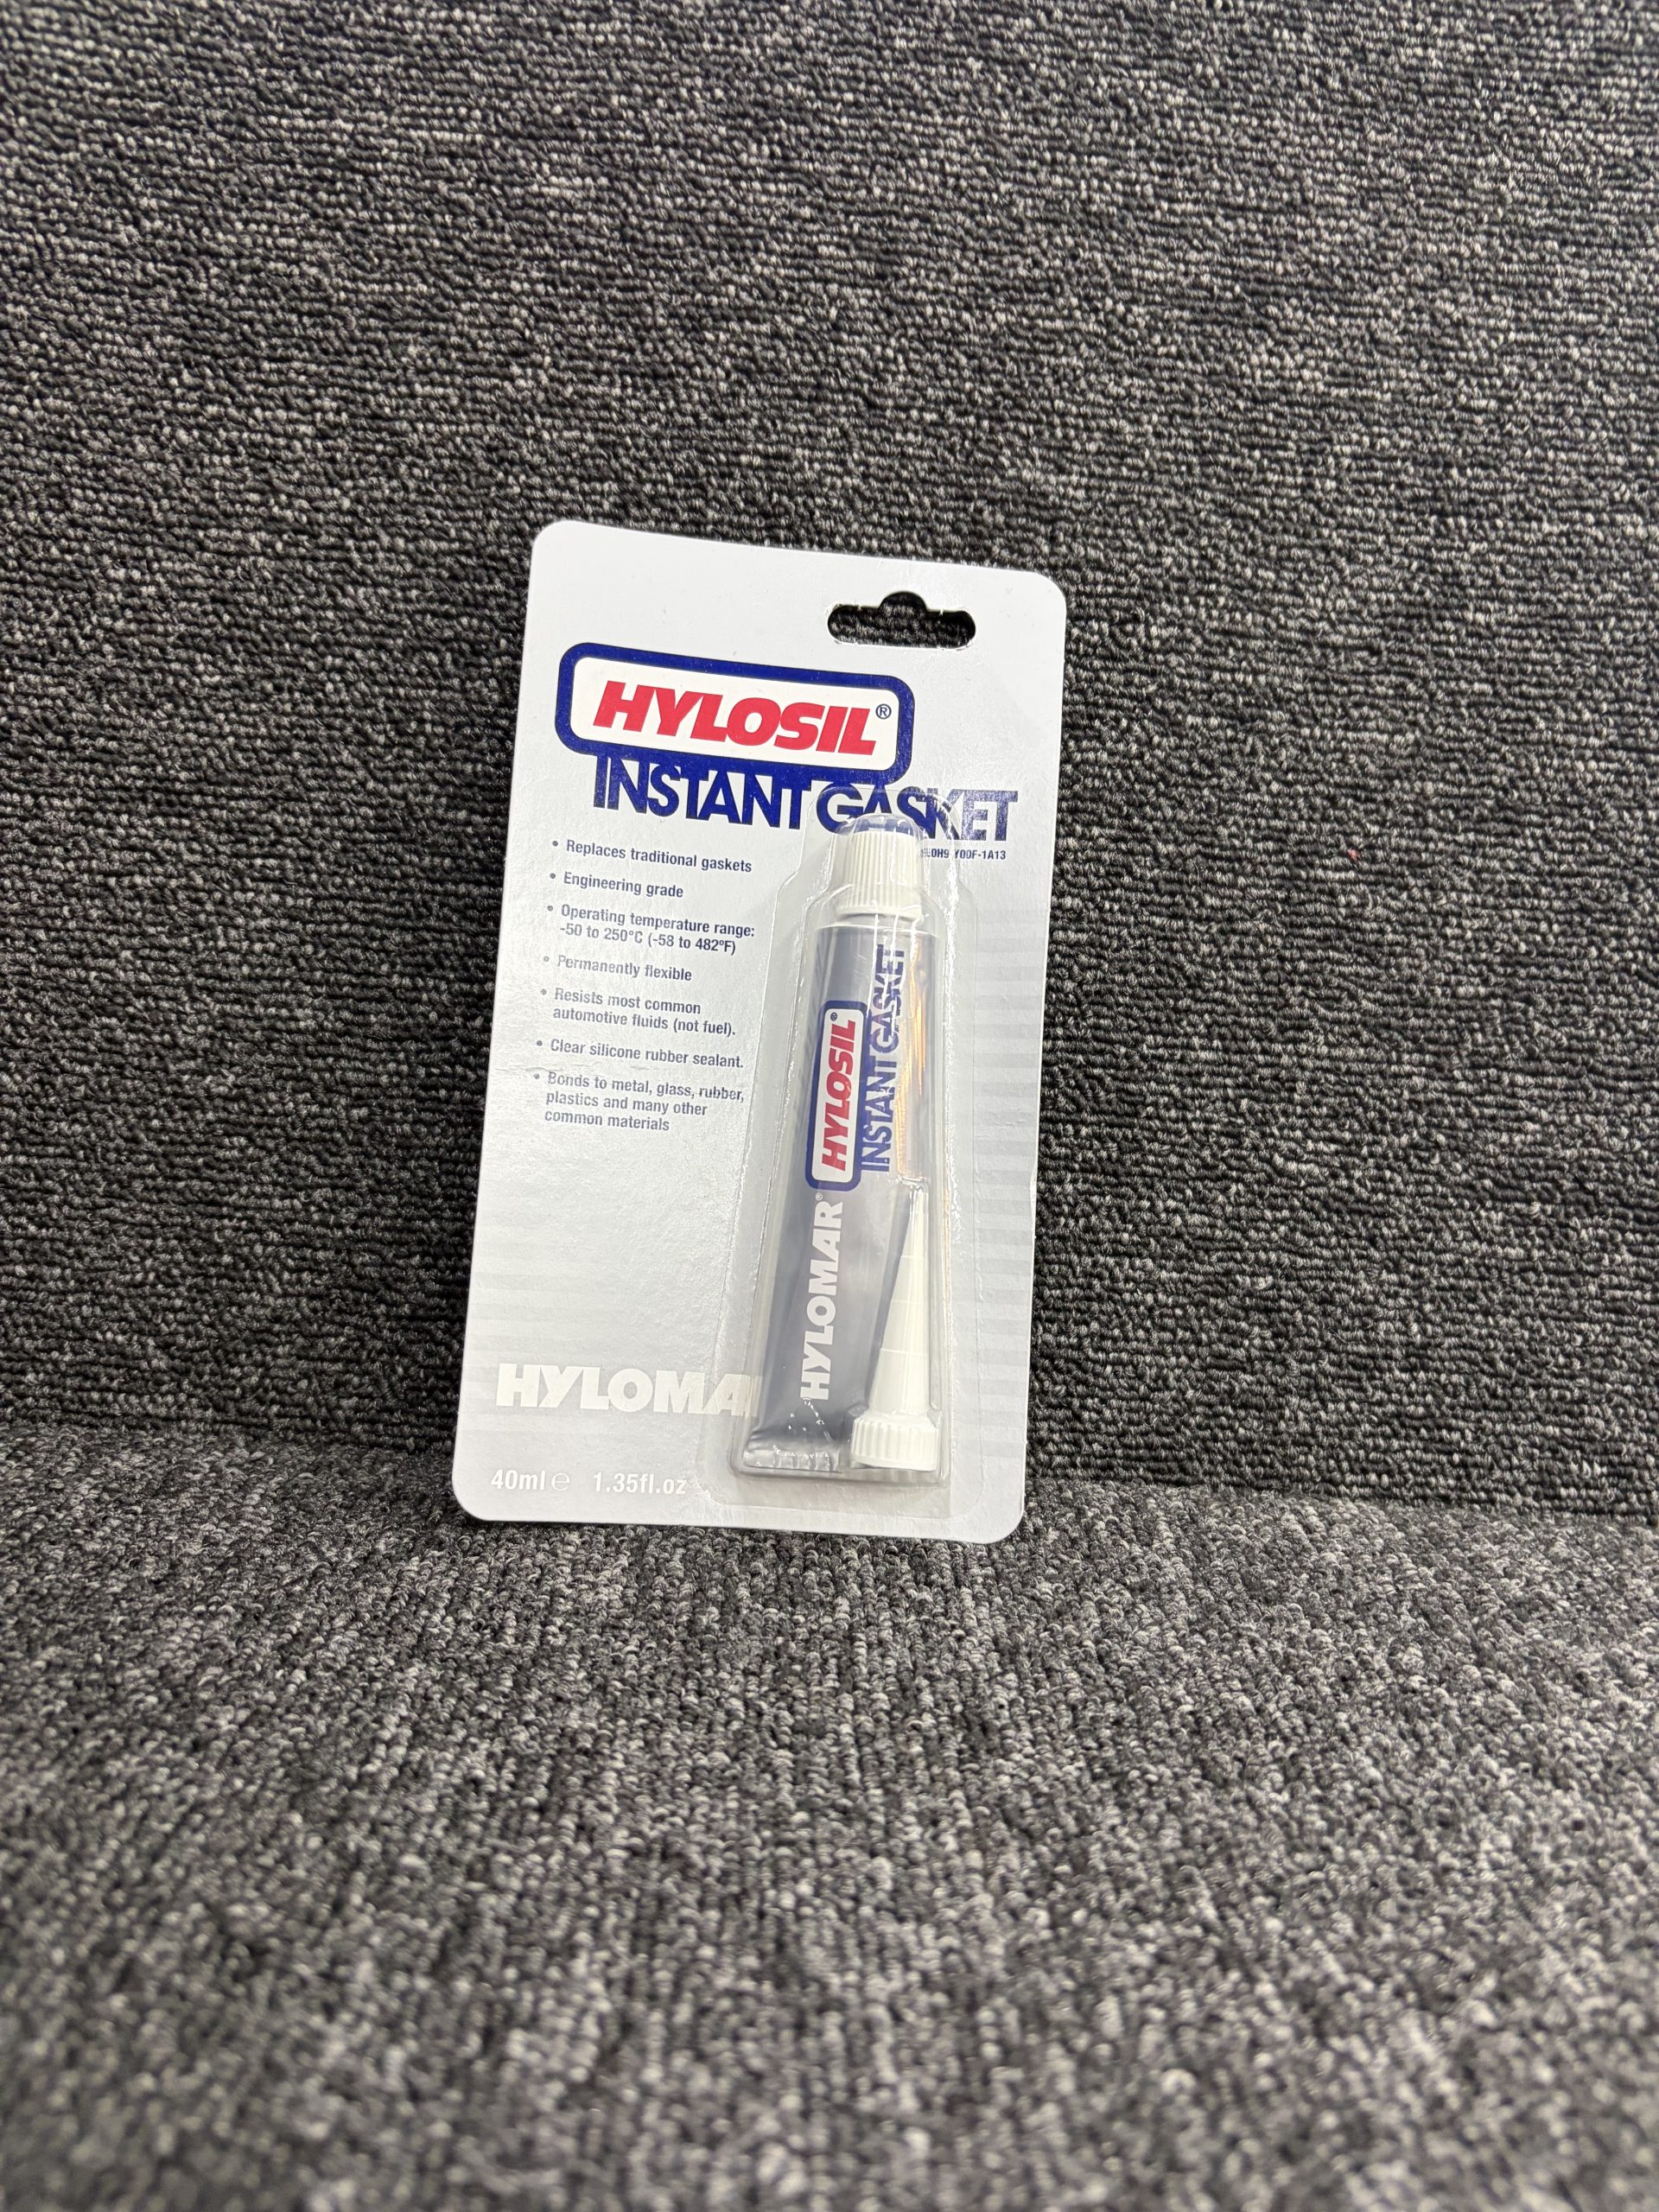 HYLOSIL®
INSTANT GASKET
• Replaces traditional gaskets
• Engineering grade
• Operating temperature range:
-50 to 250°C (-58 to 482ºF)
• Permanently flexible
• Resists most common
automotive fluids (not fuel).
• Clear silicone rubber sealant.
• Bonds to metal, glass, rubber,
plastics and many other
common materials
HYLOMAR
40ml ℮ 1.35fl.oz
HYLOSIL®
INSTANT GASKET
HYLOMAR®